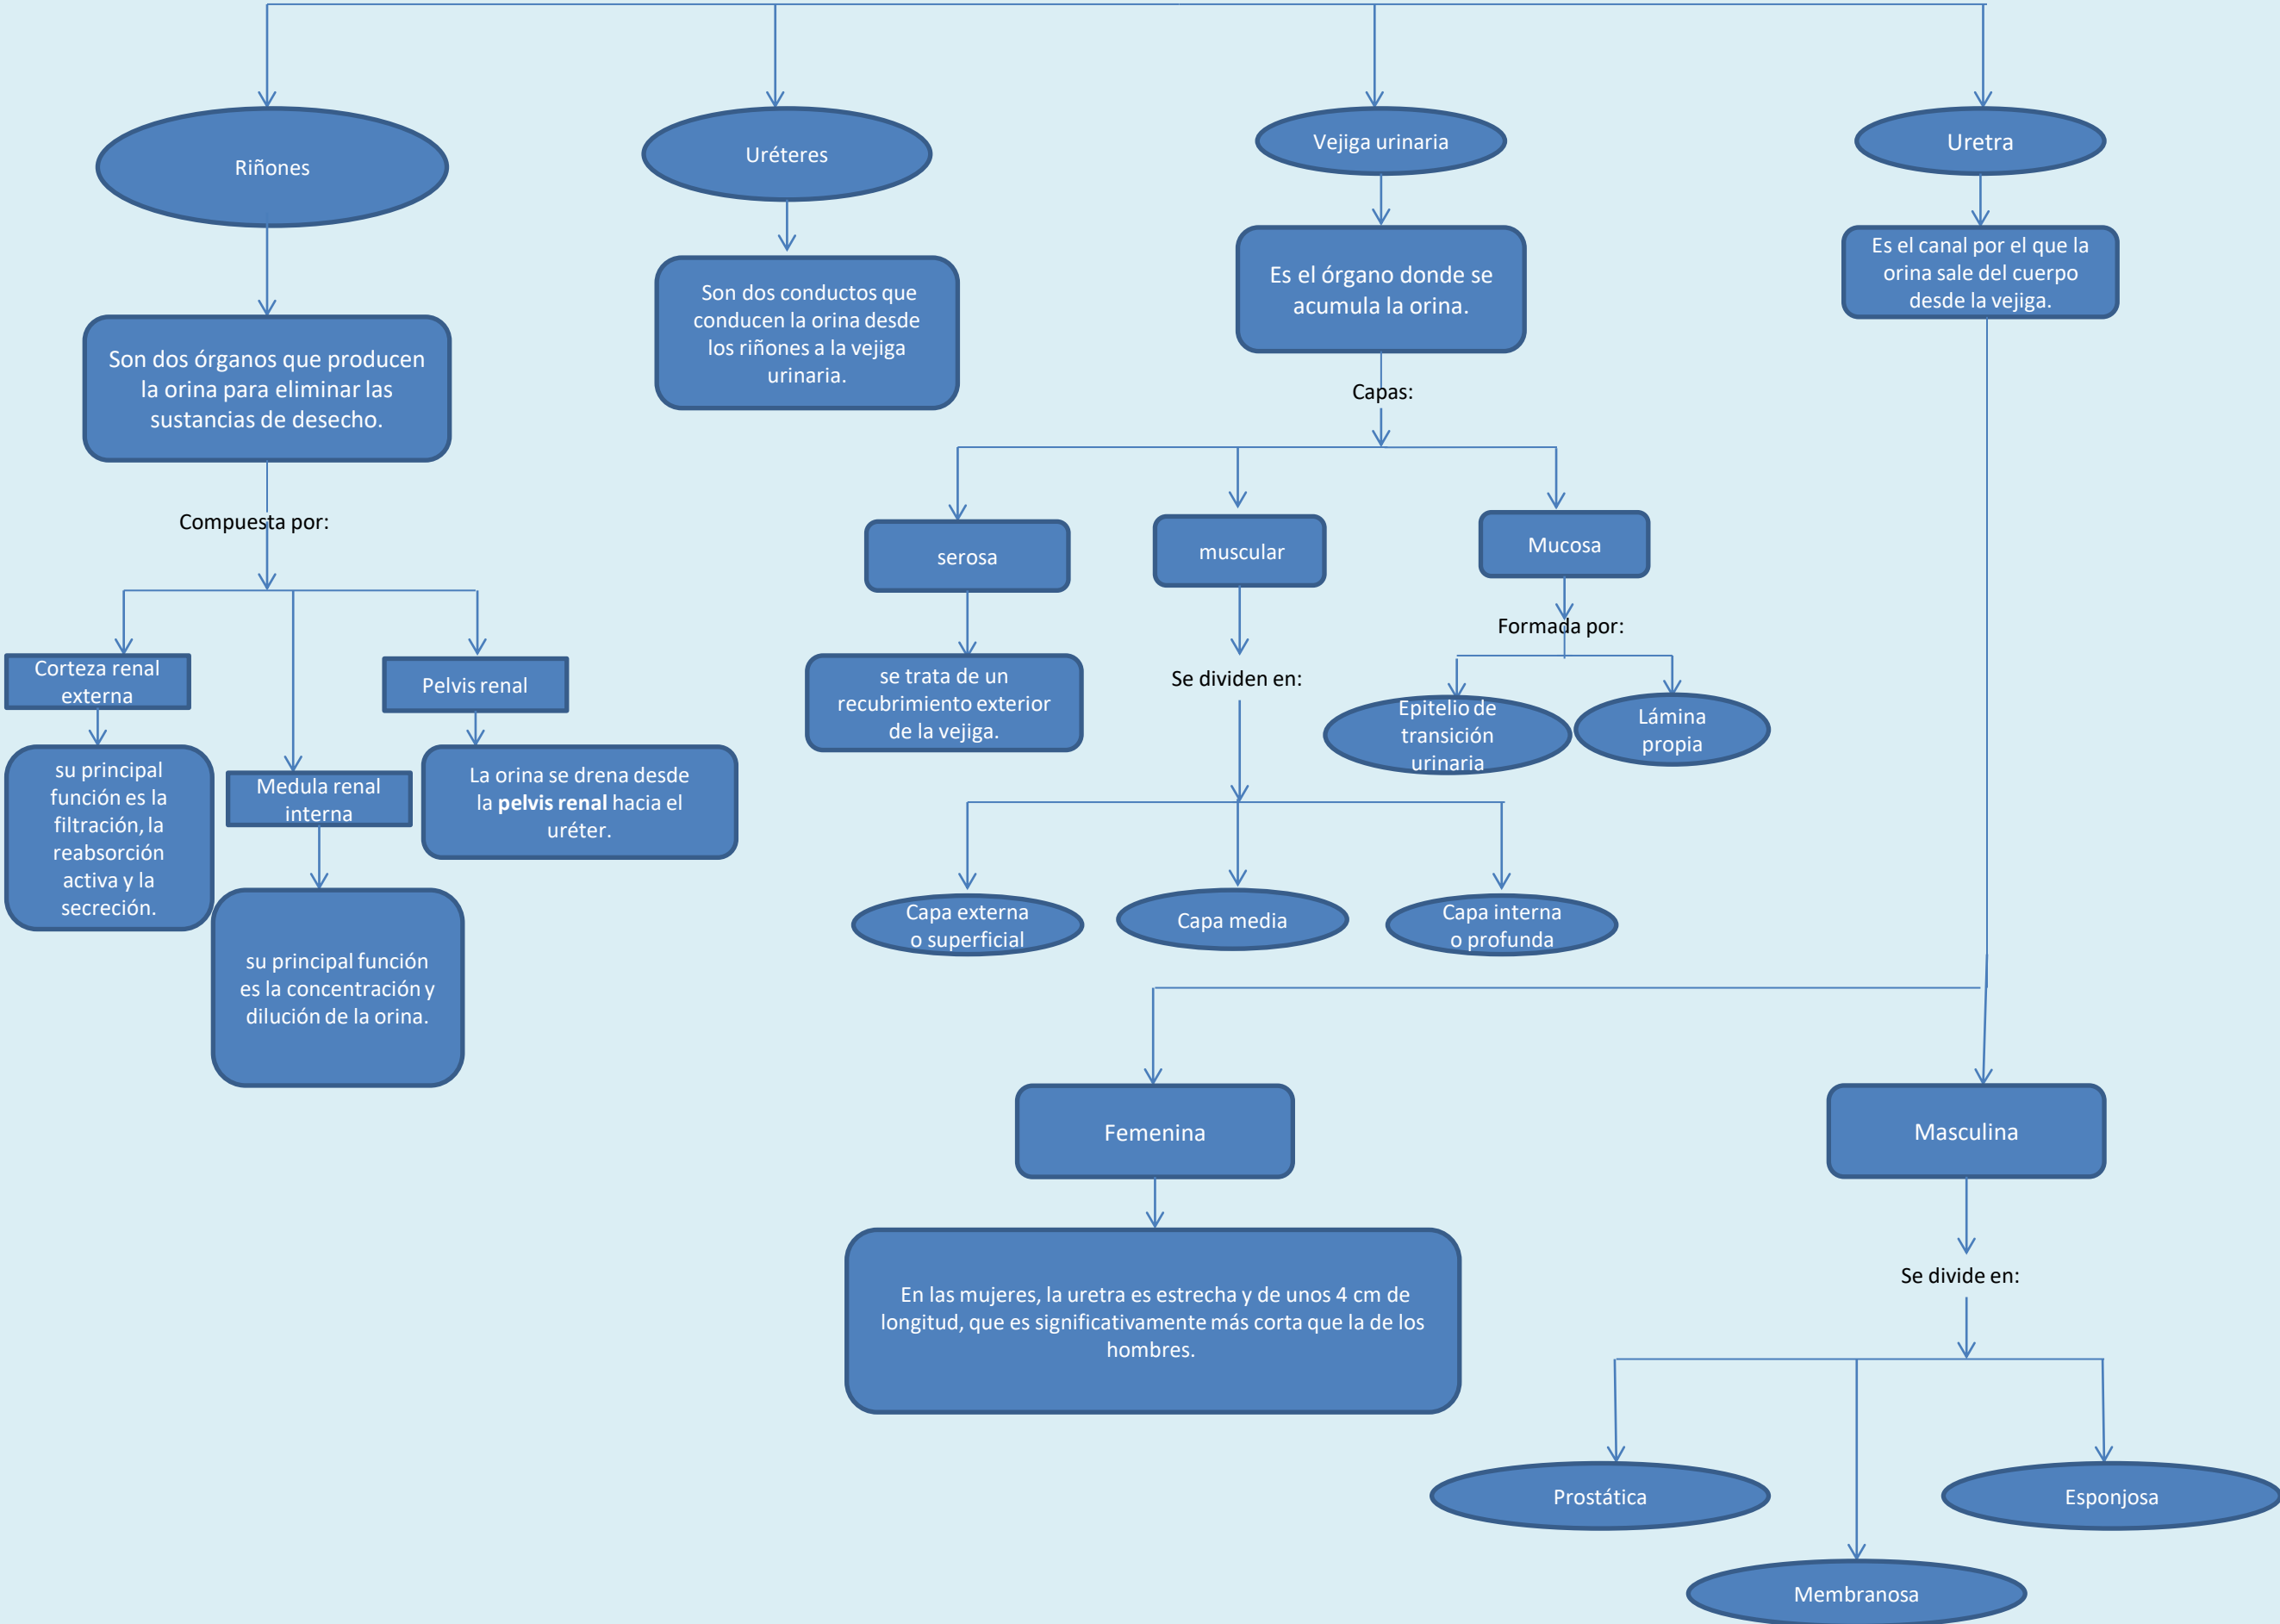 Riñones
Uréteres
Vejiga urinaria
Uretra
Son dos órganos que producen
la orina para eliminar las
sustancias de desecho.
Son dos conductos que
conducen la orina desde
los riñones a la vejiga
urinaria.
Es el órgano donde se
acumula la orina.
Es el canal por el que la
orina sale del cuerpo
desde la vejiga.
Compuesta por:
Corteza renal
externa
Medula renal
interna
Pelvis renal
su principal
función es la
filtración, la
reabsorción
activa y la
secreción.
su principal función
es la concentración y
dilución de la orina.
La orina se drena desde
la pelvis renal hacia el
uréter.
Capas:
serosa
muscular
Mucosa
se trata de un
recubrimiento exterior
de la vejiga.
Se dividen en:
Formada por:
Epitelio de
transición
urinaria
Lámina
propia
Capa externa
o superficial
Capa media
Capa interna
o profunda
Femenina
Masculina
En las mujeres, la uretra es estrecha y de unos 4 cm de
longitud, que es significativamente más corta que la de los
hombres.
Se divide en:
Prostática
Esponjosa
Membranosa